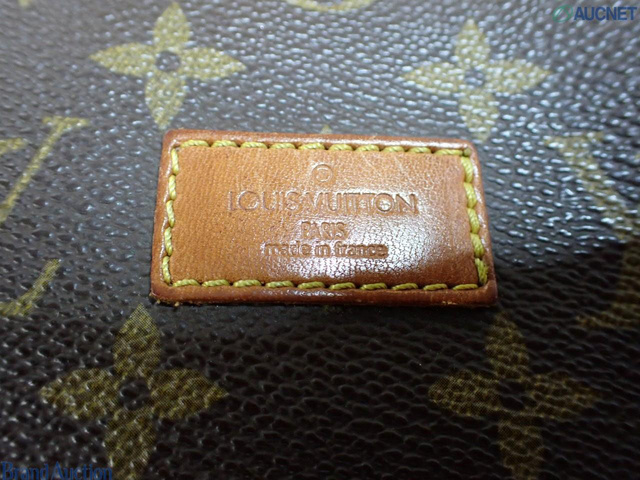 AUCNET
LOUIS VUITTON
PARIS
made in france
Brand Auction